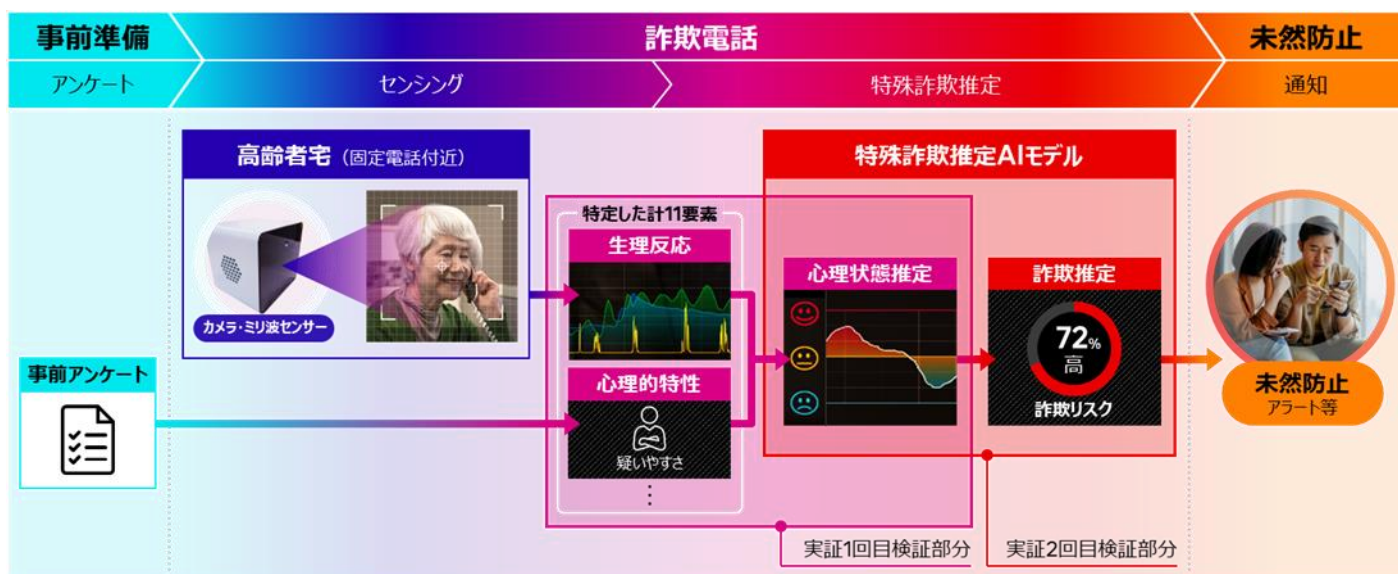 事前準備
詐欺電話
未然防止
アンケート
センシング
特殊詐欺推定
通知
高齢者宅（固定電話付近）
カメラ・ミリ波センサー
事前アンケート
特定した計11要素
生理反応
心理的特性
疑いやすさ
⋮
特殊詐欺推定AIモデル
心理状態推定
詐欺推定
72%
高
詐欺リスク
未然防止
アラート等
実証1回目検証部分
実証2回目検証部分